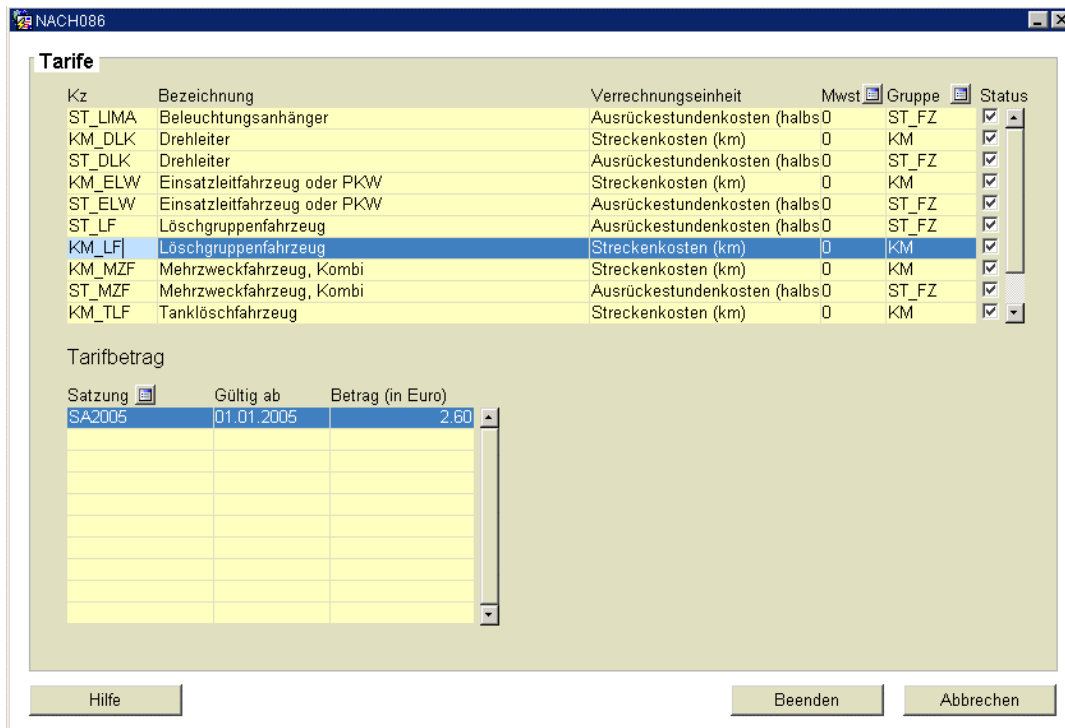 NACH086
Tarife
Kz Bezeichnung Verrechnungseinheit Mwst Gruppe Status
ST_LIMA Beleuchtungsanhänger Ausrückestundenkosten (halbs 0 ST_FZ
KM_DLK Drehleiter Streckenkosten (km) 0 KM
ST_DLK Drehleiter Ausrückestundenkosten (halbs 0 ST_FZ
KM_ELW Einsatzleitfahrzeug oder PKW Streckenkosten (km) 0 KM
ST_ELW Einsatzleitfahrzeug oder PKW Ausrückestundenkosten (halbs 0 ST_FZ
ST_LF Löschgruppenfahrzeug Ausrückestundenkosten (halbs 0 ST_FZ
KM_LF Löschgruppenfahrzeug Streckenkosten (km) 0 KM
KM_MZF Mehrzweckfahrzeug, Kombi Streckenkosten (km) 0 KM
ST_MZF Mehrzweckfahrzeug, Kombi Ausrückestundenkosten (halbs 0 ST_FZ
KM_TLF Tanklöschfahrzeug Streckenkosten (km) 0 KM
Tarifbetrag
Satzung Gültig ab Betrag (in Euro)
SA2005 01.01.2005 2.60
Hilfe Beenden Abbrechen